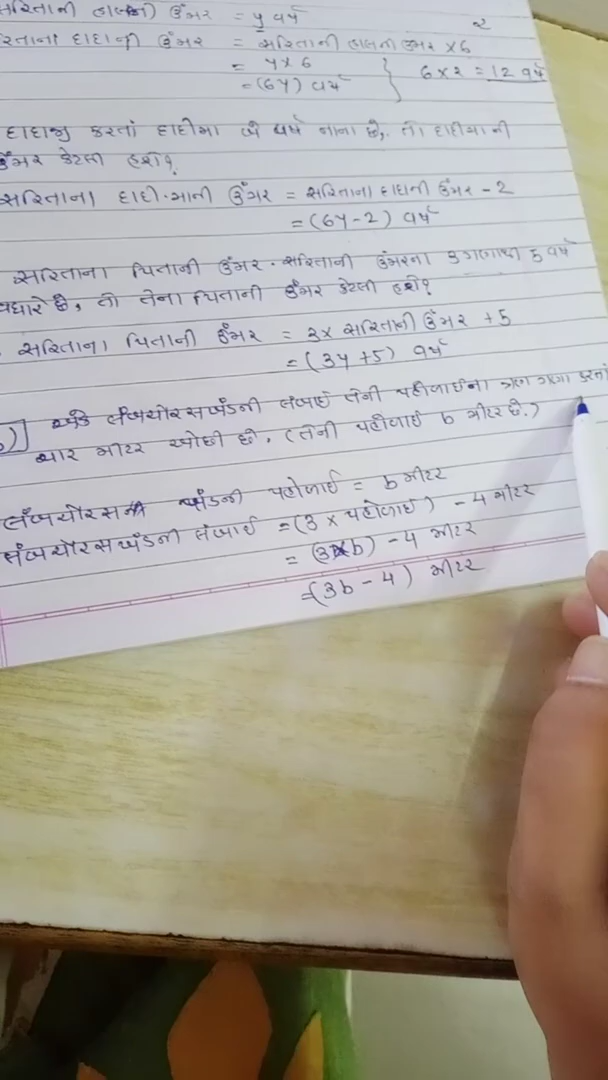 સરિતાની હાલની ઉંમર = y વર્ષ
સરિતાના દાદાની ઉંમર = સરિતાની હાલની ઉંમર × 6
= y × 6
= (6y) વર્ષ } 6 × 2 = 12 વર્ષ
દાદાજી કરતાં દાદીમા બે વર્ષ નાના છે, તો દાદીમાની
ઉંમર કેટલી હશે?
સરિતાના દાદીમાની ઉંમર = સરિતાના દાદાની ઉંમર - 2
= (6y - 2) વર્ષ
સરિતાના પિતાની ઉંમર સરિતાની ઉંમરના 3 ગણાથી 5 વર્ષ
વધારે છે, તો તેના પિતાની ઉંમર કેટલી હશે?
સરિતાના પિતાની ઉંમર = 3 × સરિતાની ઉંમર + 5
= (3y + 5) વર્ષ
) એક લંબચોરસખંડની લંબાઈ તેની પહોળાઈના ત્રણ ગણા કરતાં
ચાર મીટર ઓછી છે. (તેની પહોળાઈ b મીટર છે.)
લંબચોરસ ખંડની પહોળાઈ = b મીટર
લંબચોરસખંડની લંબાઈ = (3 × પહોળાઈ) - 4 મીટર
= (3 × b) - 4 મીટર
= (3b - 4) મીટર